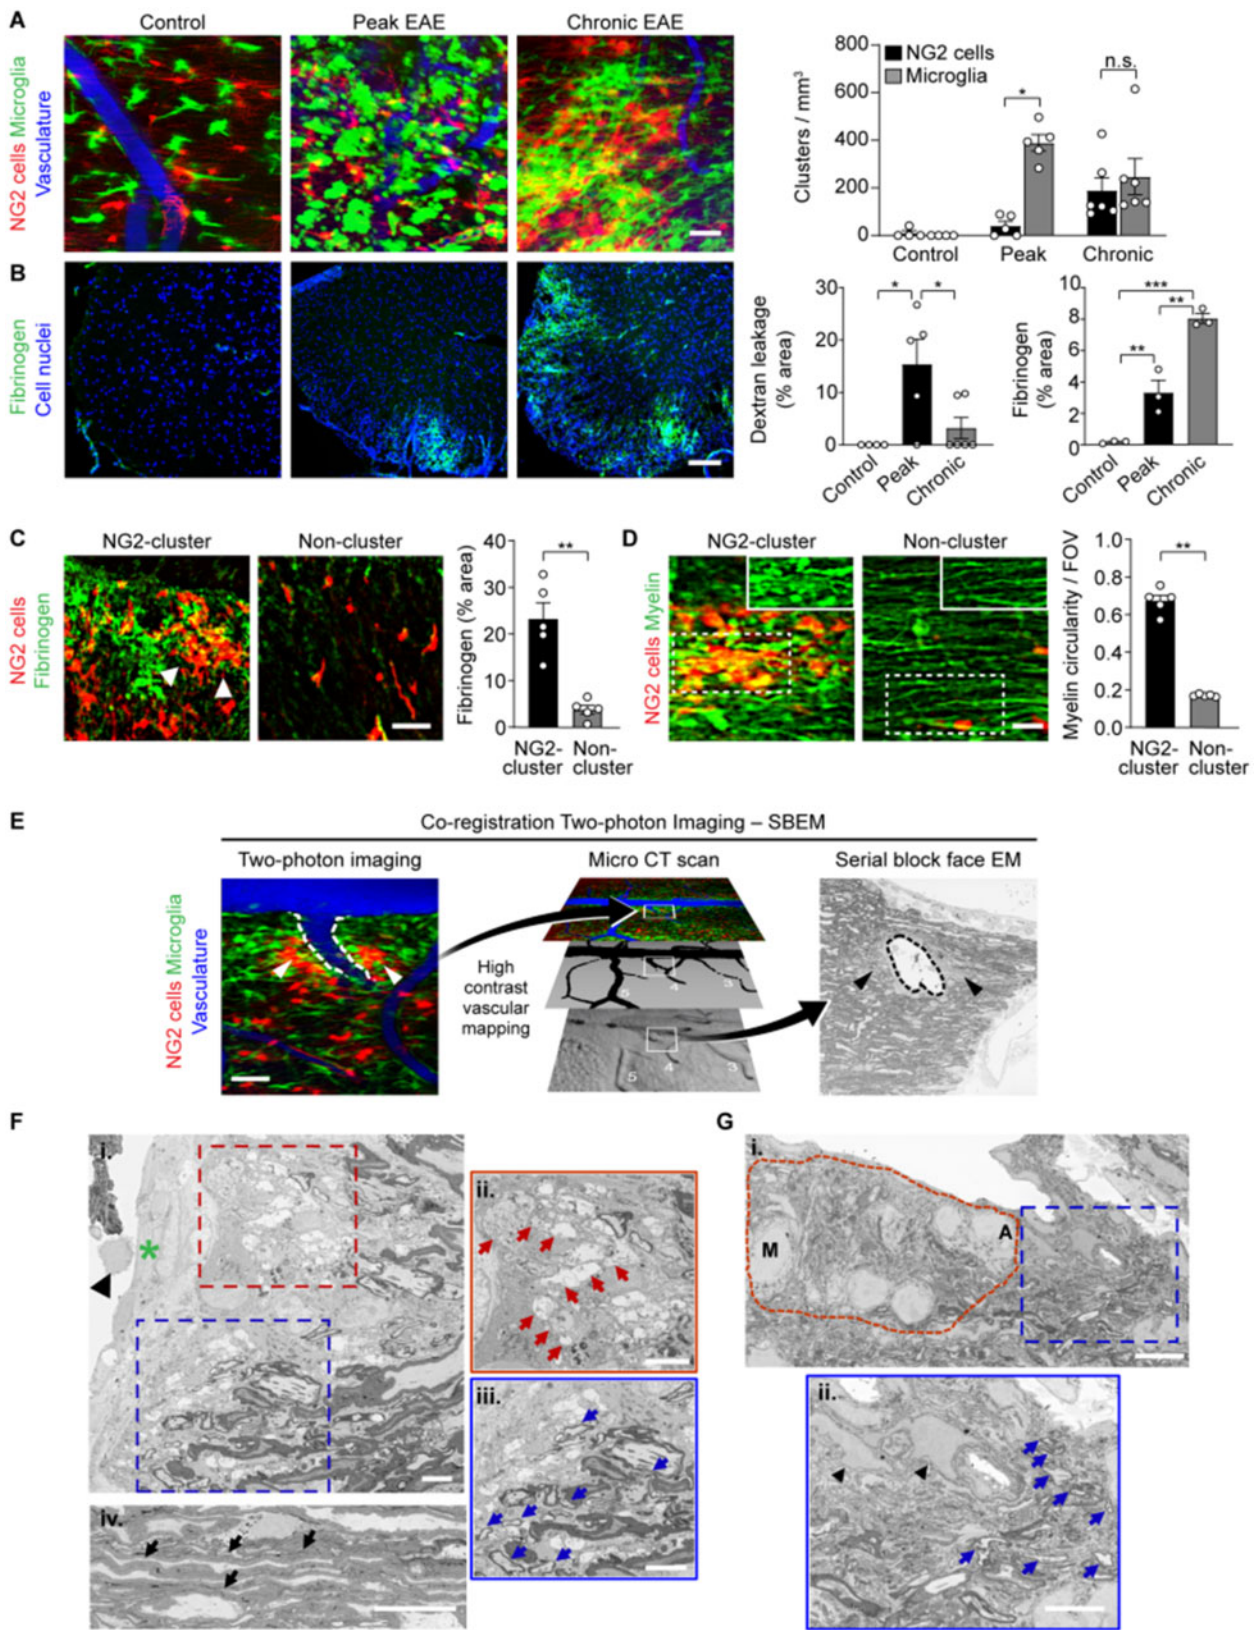 A
Control
Peak EAE
Chronic EAE
NG2 cells Microglia
Vasculature
Clusters / mm³
800
600
400
200
0
NG2 cells
Microglia
*
n.s.
Control
Peak
Chronic
B
Fibrinogen
Cell nuclei
Dextran leakage
(% area)
30
20
10
0
*
*
Control
Peak
Chronic
Fibrinogen
(% area)
10
8
6
4
2
0
***
**
**
Control
Peak
Chronic
C
NG2-cluster
Non-cluster
NG2 cells
Fibrinogen
Fibrinogen (% area)
40
30
20
10
0
**
NG2-
cluster
Non-
cluster
D
NG2-cluster
Non-cluster
NG2 cells Myelin
Myelin circularity / FOV
1.0
0.8
0.6
0.4
0.2
0.0
**
NG2-
cluster
Non-
cluster
E
Co-registration Two-photon Imaging – SBEM
Two-photon imaging
Micro CT scan
Serial block face EM
NG2 cells Microglia
Vasculature
High
contrast
vascular
mapping
5
4
3
5
4
3
F
i.
*
ii.
iii.
iv.
G
i.
M
A
ii.